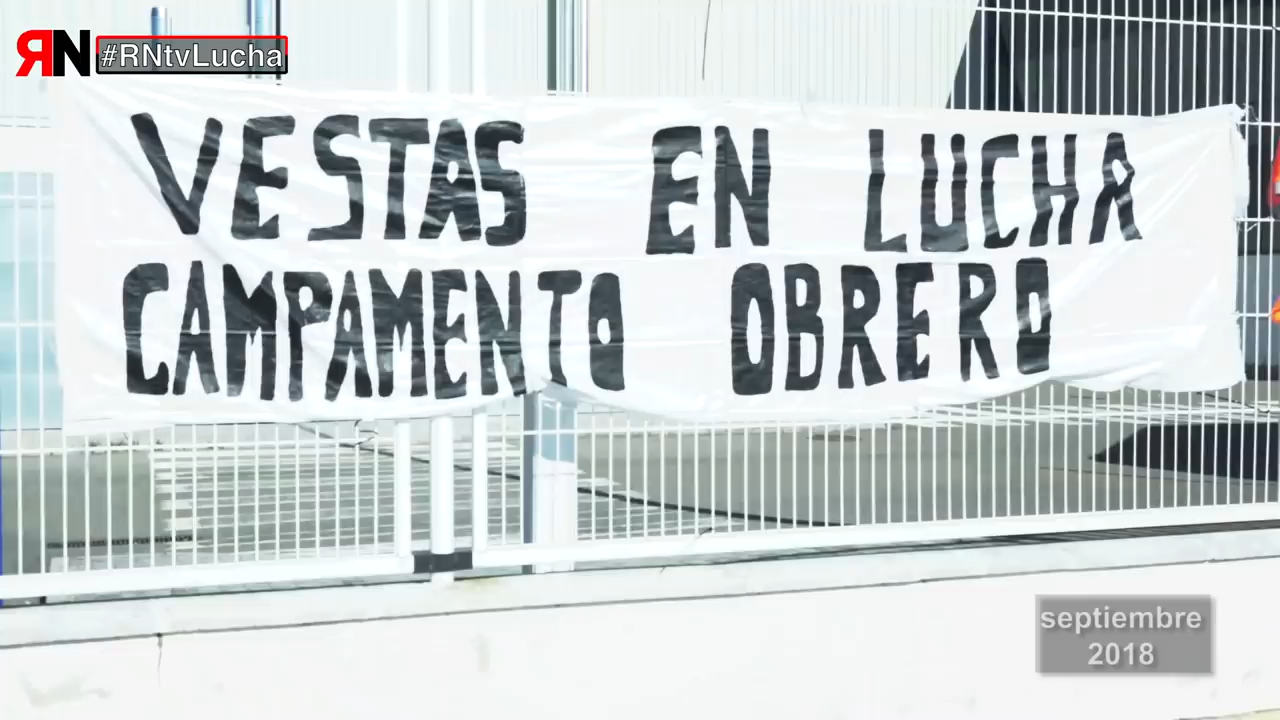 RN #RNtvLucha
VESTAS EN LUCHA
CAMPAMENTO OBRERO
septiembre
2018